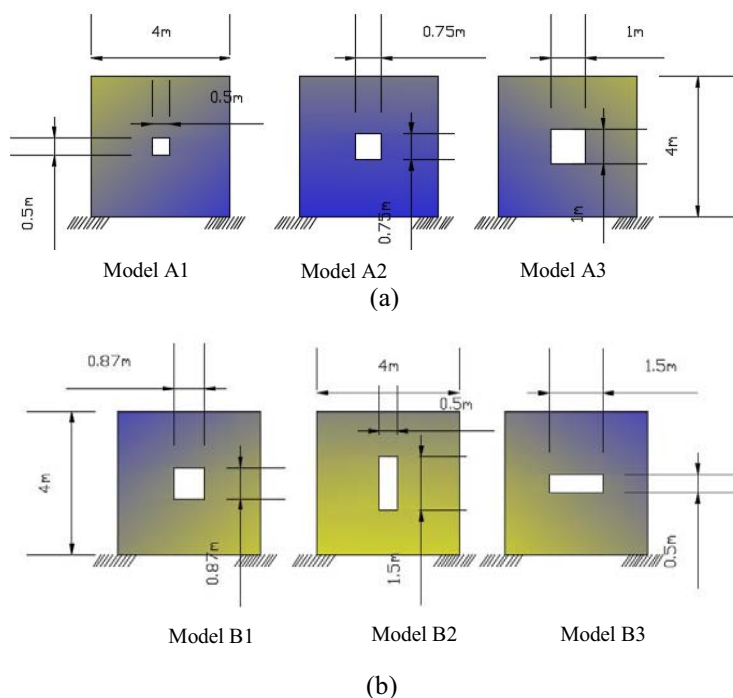 4m
0.75m
1m
0.5m
0.5m
0.75m
1m
4m
Model A1
Model A2
Model A3
(a)
0.87m
4m
1.5m
0.5m
4m
0.87m
1.5m
0.5m
Model B1
Model B2
Model B3
(b)